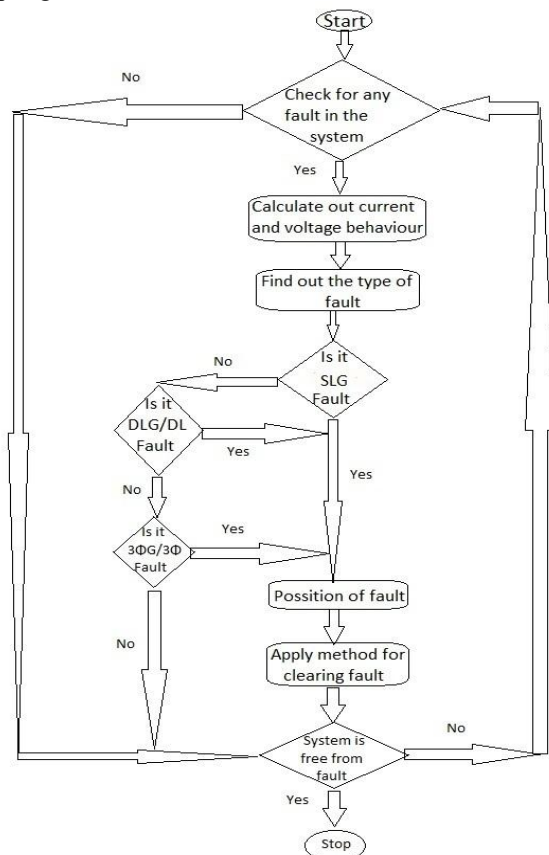 Start
No
Check for any
fault in the
system
Yes
Calculate out current
and voltage behaviour
Find out the type of
fault
No
Is it
SLG
Fault
Is it
DLG/DL
Fault
Yes
Yes
No
Is it
3ΦG/3Φ
Fault
Yes
Possition of fault
No
Apply method for
clearing fault
System is
free from
fault
No
Yes
Stop